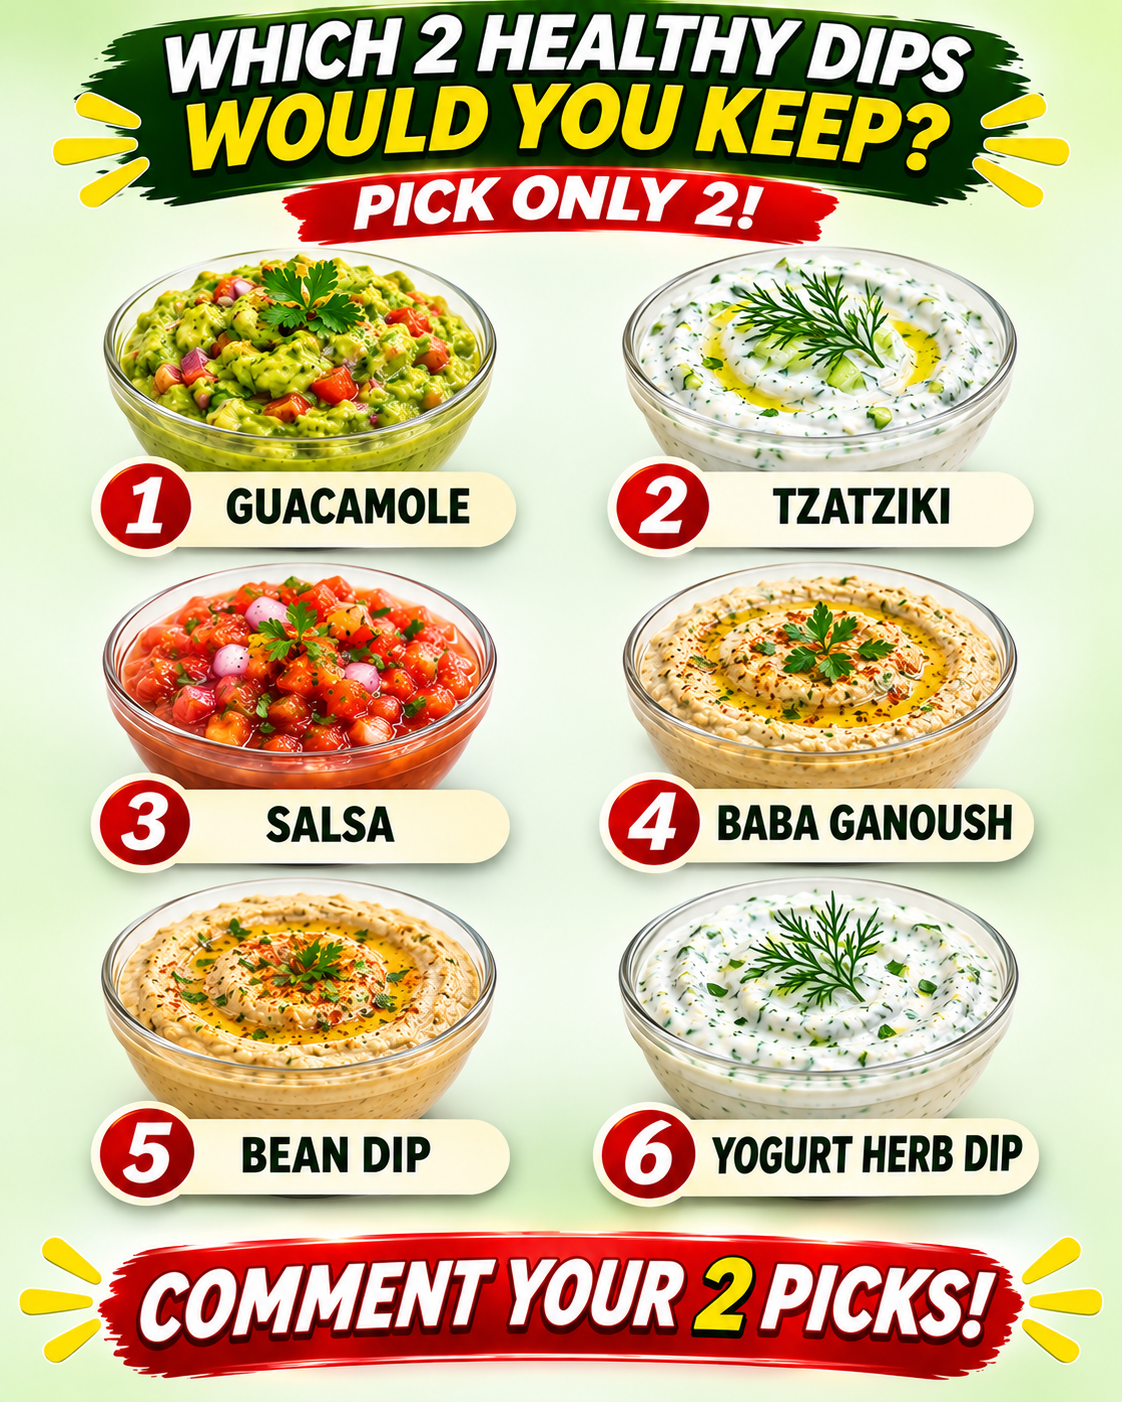 WHICH 2 HEALTHY DIPS
WOULD YOU KEEP?
PICK ONLY 2!
1 GUACAMOLE
2 TZATZIKI
3 SALSA
4 BABA GANOUSH
5 BEAN DIP
6 YOGURT HERB DIP
COMMENT YOUR 2 PICKS!